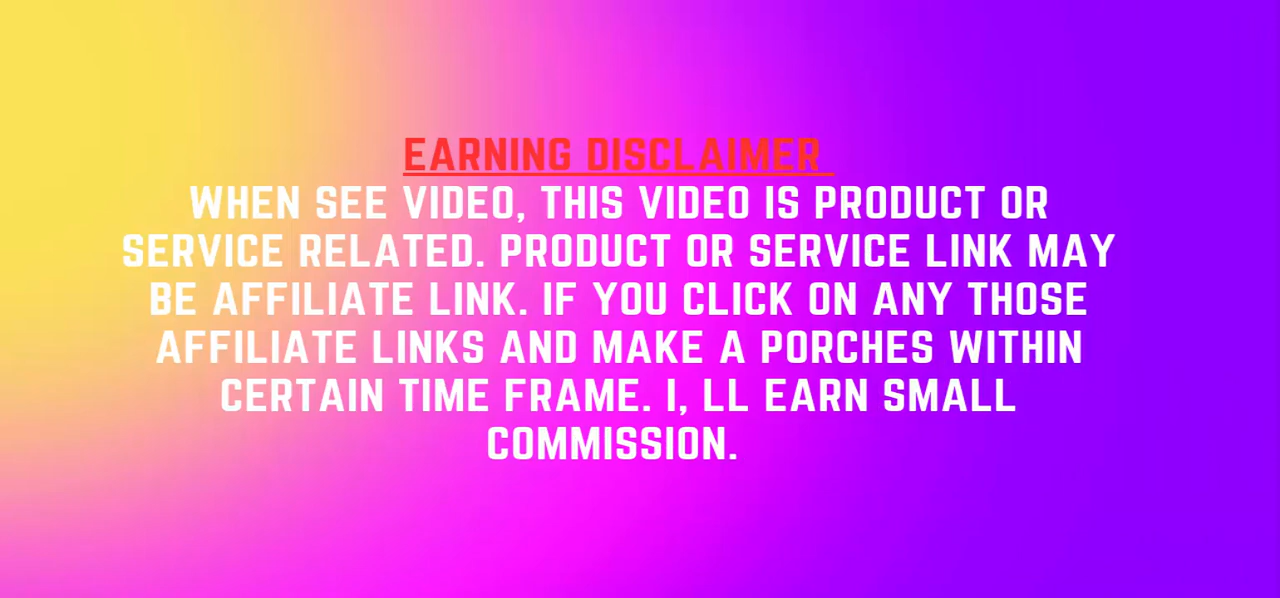 EARNING DISCLAIMER
WHEN SEE VIDEO, THIS VIDEO IS PRODUCT OR
SERVICE RELATED. PRODUCT OR SERVICE LINK MAY
BE AFFILIATE LINK. IF YOU CLICK ON ANY THOSE
AFFILIATE LINKS AND MAKE A PORCHES WITHIN
CERTAIN TIME FRAME. I, LL EARN SMALL
COMMISSION.